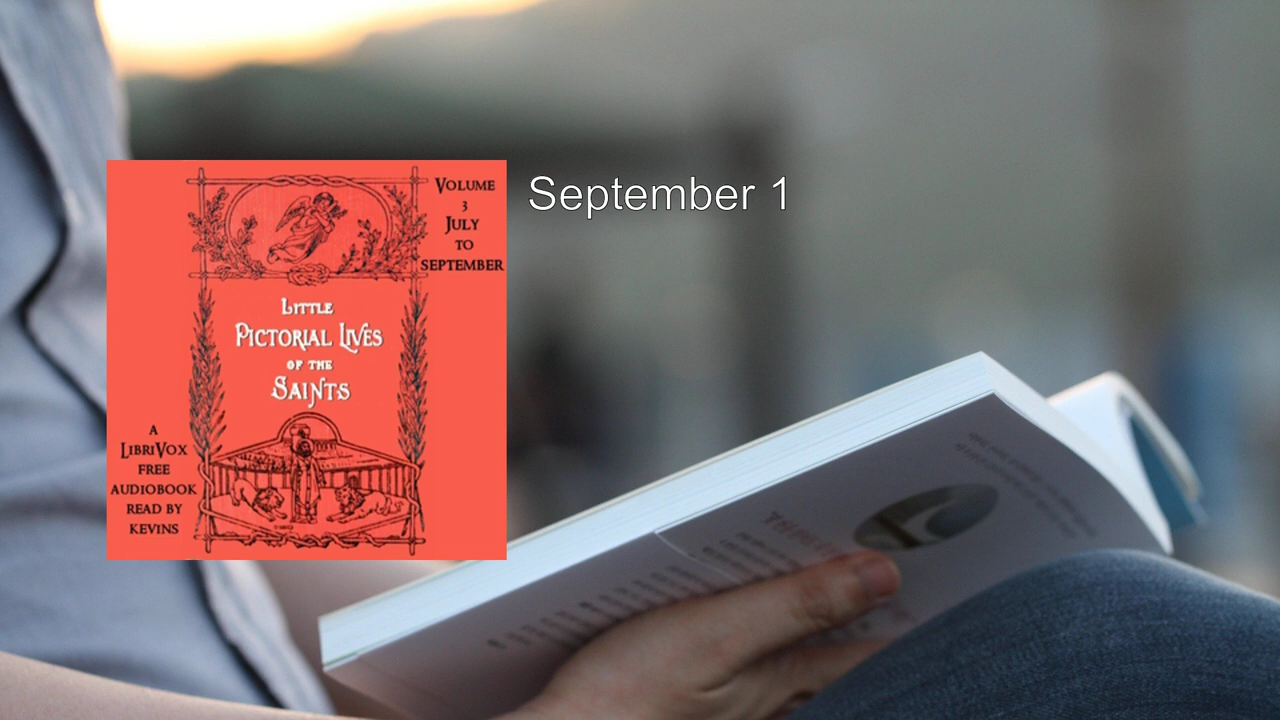 VOLUME
3
JULY
TO
SEPTEMBER
September 1
LITTLE
PICTORIAL LIVES
OF THE
SAINTS
A
LIBRIVOX
FREE
AUDIOBOOK
READ BY
KEVINS